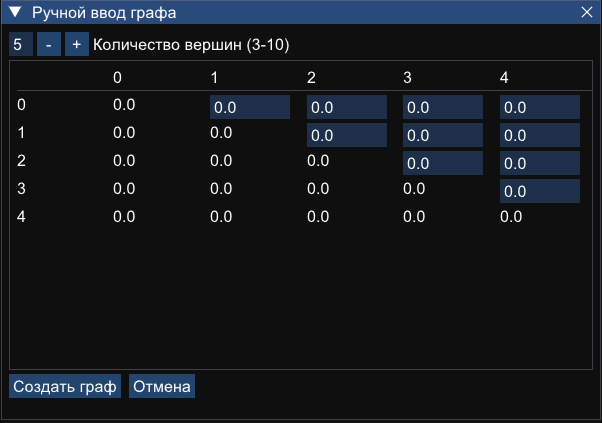 Ручной ввод графа
5 - + Количество вершин (3-10)
0 1 2 3 4
0 0.0 0.0 0.0 0.0 0.0
1 0.0 0.0 0.0 0.0 0.0
2 0.0 0.0 0.0 0.0 0.0
3 0.0 0.0 0.0 0.0 0.0
4 0.0 0.0 0.0 0.0 0.0
Создать граф Отмена